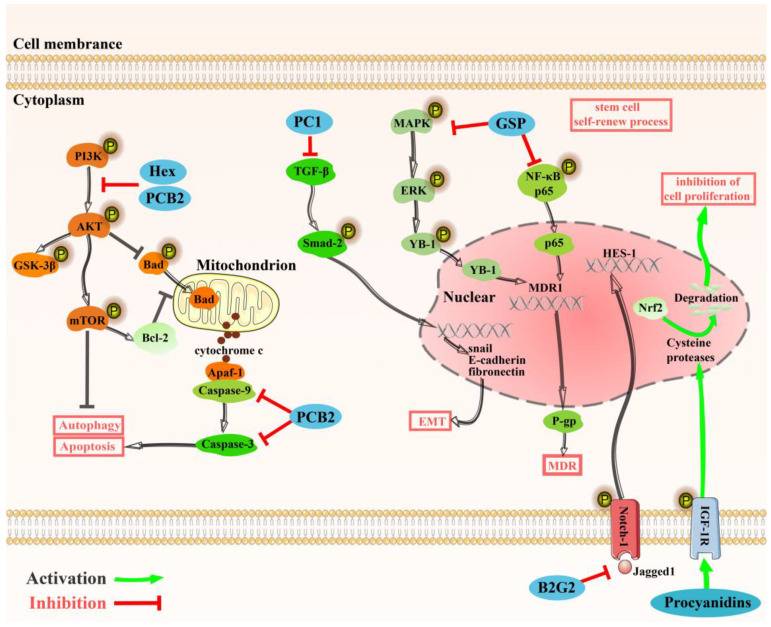 Cell membrance
Cytoplasm
PI3K
P
Hex
PCB2
AKT
P
GSK-3β
P
Bad
P
Mitochondrion
Bad
mTOR
P
Bcl-2
cytochrome c
Apaf-1
Caspase-9
PCB2
Caspase-3
Autophagy
Apoptosis
PC1
TGF-β
Smad-2
P
MAPK
P
GSP
ERK
NF-κB
p65
P
YB-1
P
p65
YB-1
MDR1
Nuclear
snail
E-cadherin
fibronectin
EMT
P-gp
MDR
stem cell
self-renew process
inhibition of
cell proliferation
HES-1
Nrf2
Degradation
Cysteine
proteases
P
Notch-1
P
IGF-1R
Jagged1
B2G2
Procyanidins
Activation
Inhibition